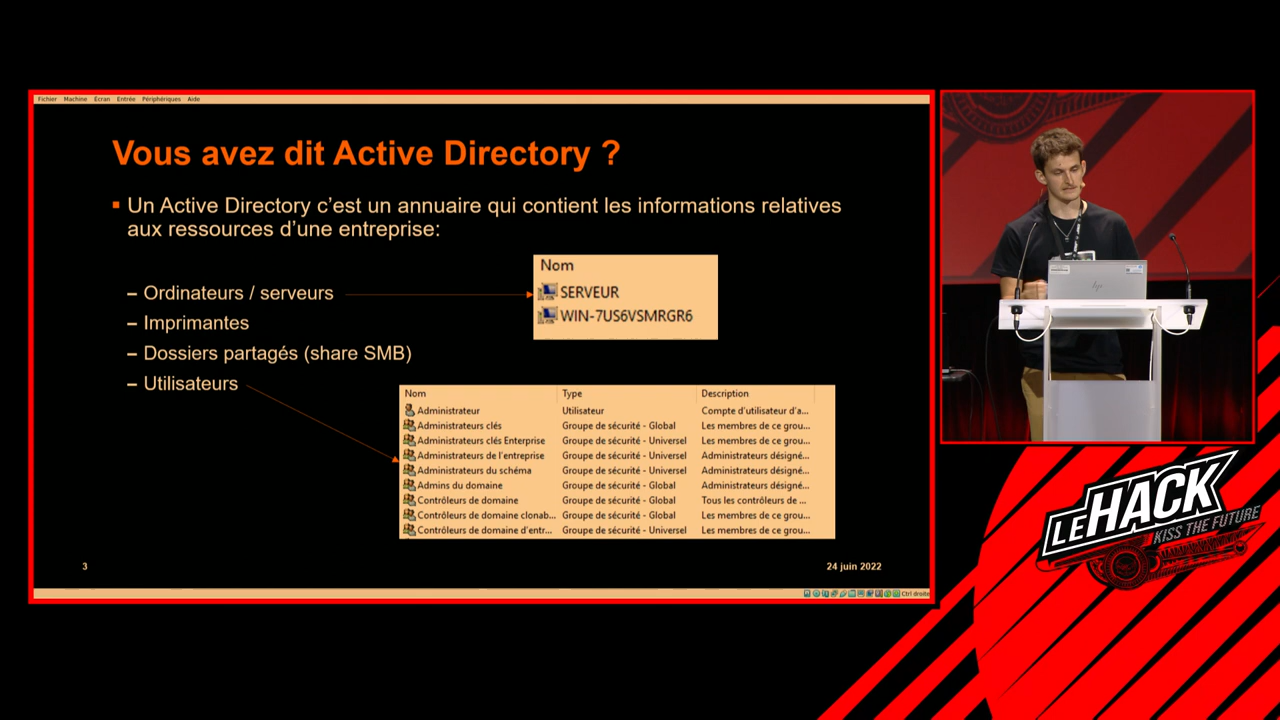 Fichier Machine Écran Entrée Périphériques Aide
Vous avez dit Active Directory ?
Un Active Directory c'est un annuaire qui contient les informations relatives
aux ressources d'une entreprise:
– Ordinateurs / serveurs
– Imprimantes
– Dossiers partagés (share SMB)
– Utilisateurs
Nom
SERVEUR
WIN-7US6VSMRGR6
Nom Type Description
Administrateur Utilisateur Compte d'utilisateur d'a...
Administrateurs clés Groupe de sécurité - Global Les membres de ce grou...
Administrateurs clés Enterprise Groupe de sécurité - Universel Les membres de ce grou...
Administrateurs de l'entreprise Groupe de sécurité - Universel Administrateurs désigné...
Administrateurs du schéma Groupe de sécurité - Universel Administrateurs désigné...
Admins du domaine Groupe de sécurité - Global Administrateurs désigné...
Contrôleurs de domaine Groupe de sécurité - Global Tous les contrôleurs de ...
Contrôleurs de domaine clonab... Groupe de sécurité - Global Les membres de ce grou...
Contrôleurs de domaine d'entr... Groupe de sécurité - Universel Les membres de ce grou...
3
24 juin 2022
Ctrl droite
hp
LEHACK
KISS THE FUTURE